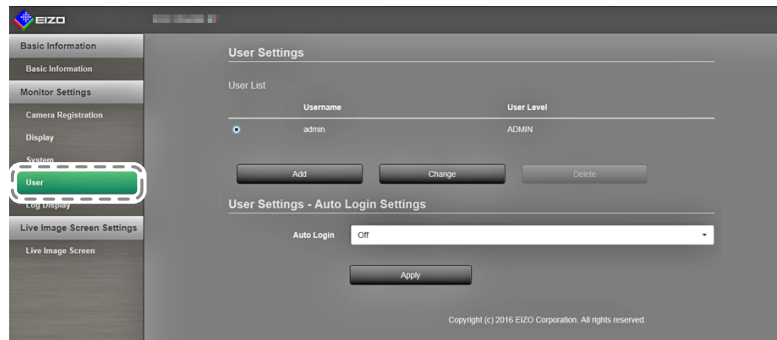 EIZO
Basic Information
Basic Information
Monitor Settings
Camera Registration
Display
System
User
Log Display
Live Image Screen Settings
Live Image Screen
User Settings
User List
Username User Level
admin ADMIN
Add Change Delete
User Settings - Auto Login Settings
Auto Login Off
Apply
Copyright (c) 2016 EIZO Corporation. All rights reserved.